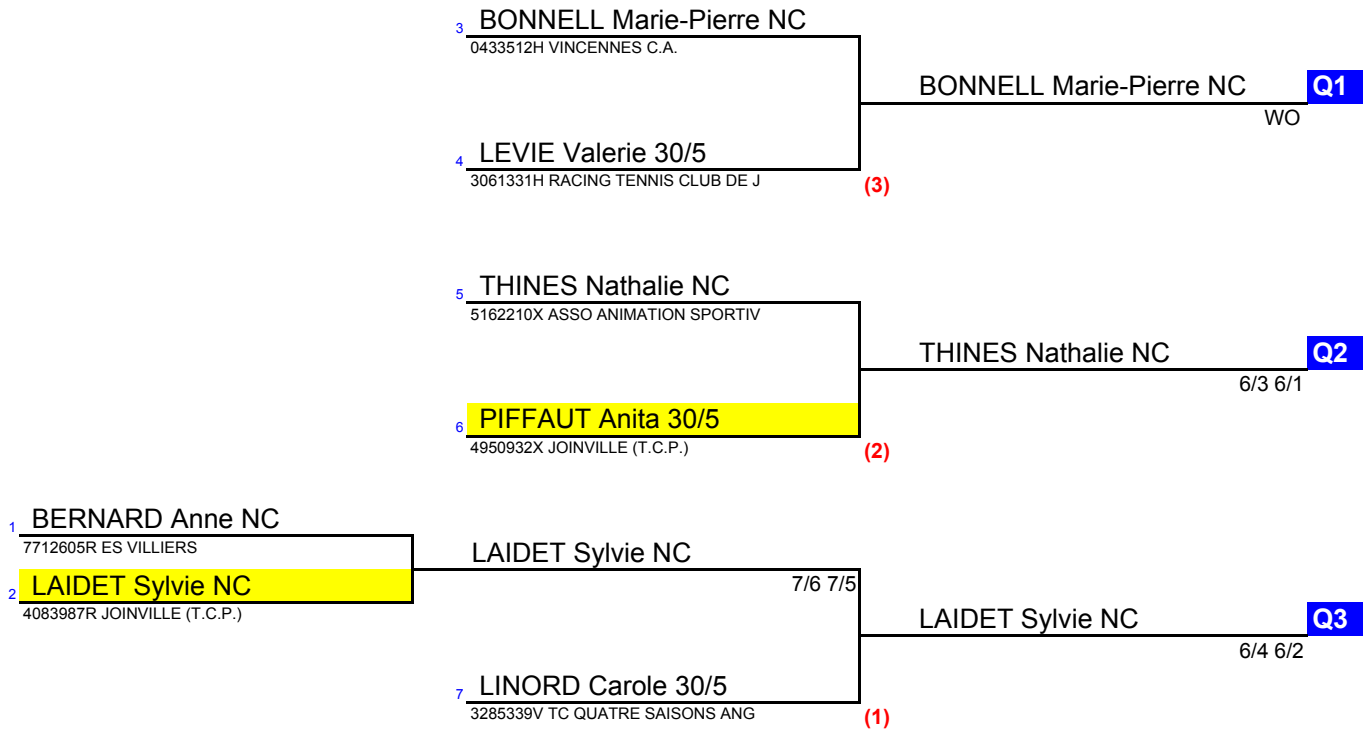 3 BONNELL Marie-Pierre NC
0433512H VINCENNES C.A.
BONNELL Marie-Pierre NC Q1
WO
4 LEVIE Valerie 30/5
3061331H RACING TENNIS CLUB DE J
(3)
5 THINES Nathalie NC
5162210X ASSO ANIMATION SPORTIV
THINES Nathalie NC Q2
6/3 6/1
6 PIFFAUT Anita 30/5
4950932X JOINVILLE (T.C.P.)
(2)
1 BERNARD Anne NC
7712605R ES VILLIERS
LAIDET Sylvie NC
7/6 7/5
2 LAIDET Sylvie NC
4083987R JOINVILLE (T.C.P.)
LAIDET Sylvie NC Q3
6/4 6/2
7 LINORD Carole 30/5
3285339V TC QUATRE SAISONS ANG
(1)